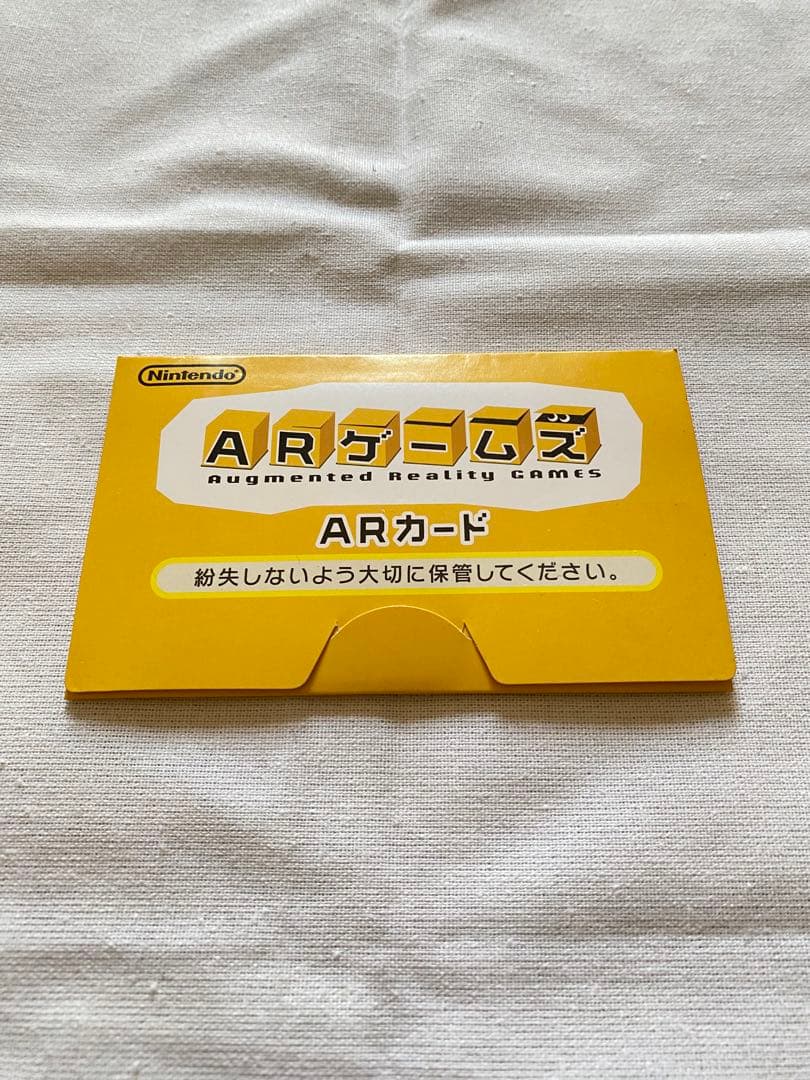 Nintendo
ARゲームズ
Augmented Reality GAMES
ARカード
紛失しないよう大切に保管してください。